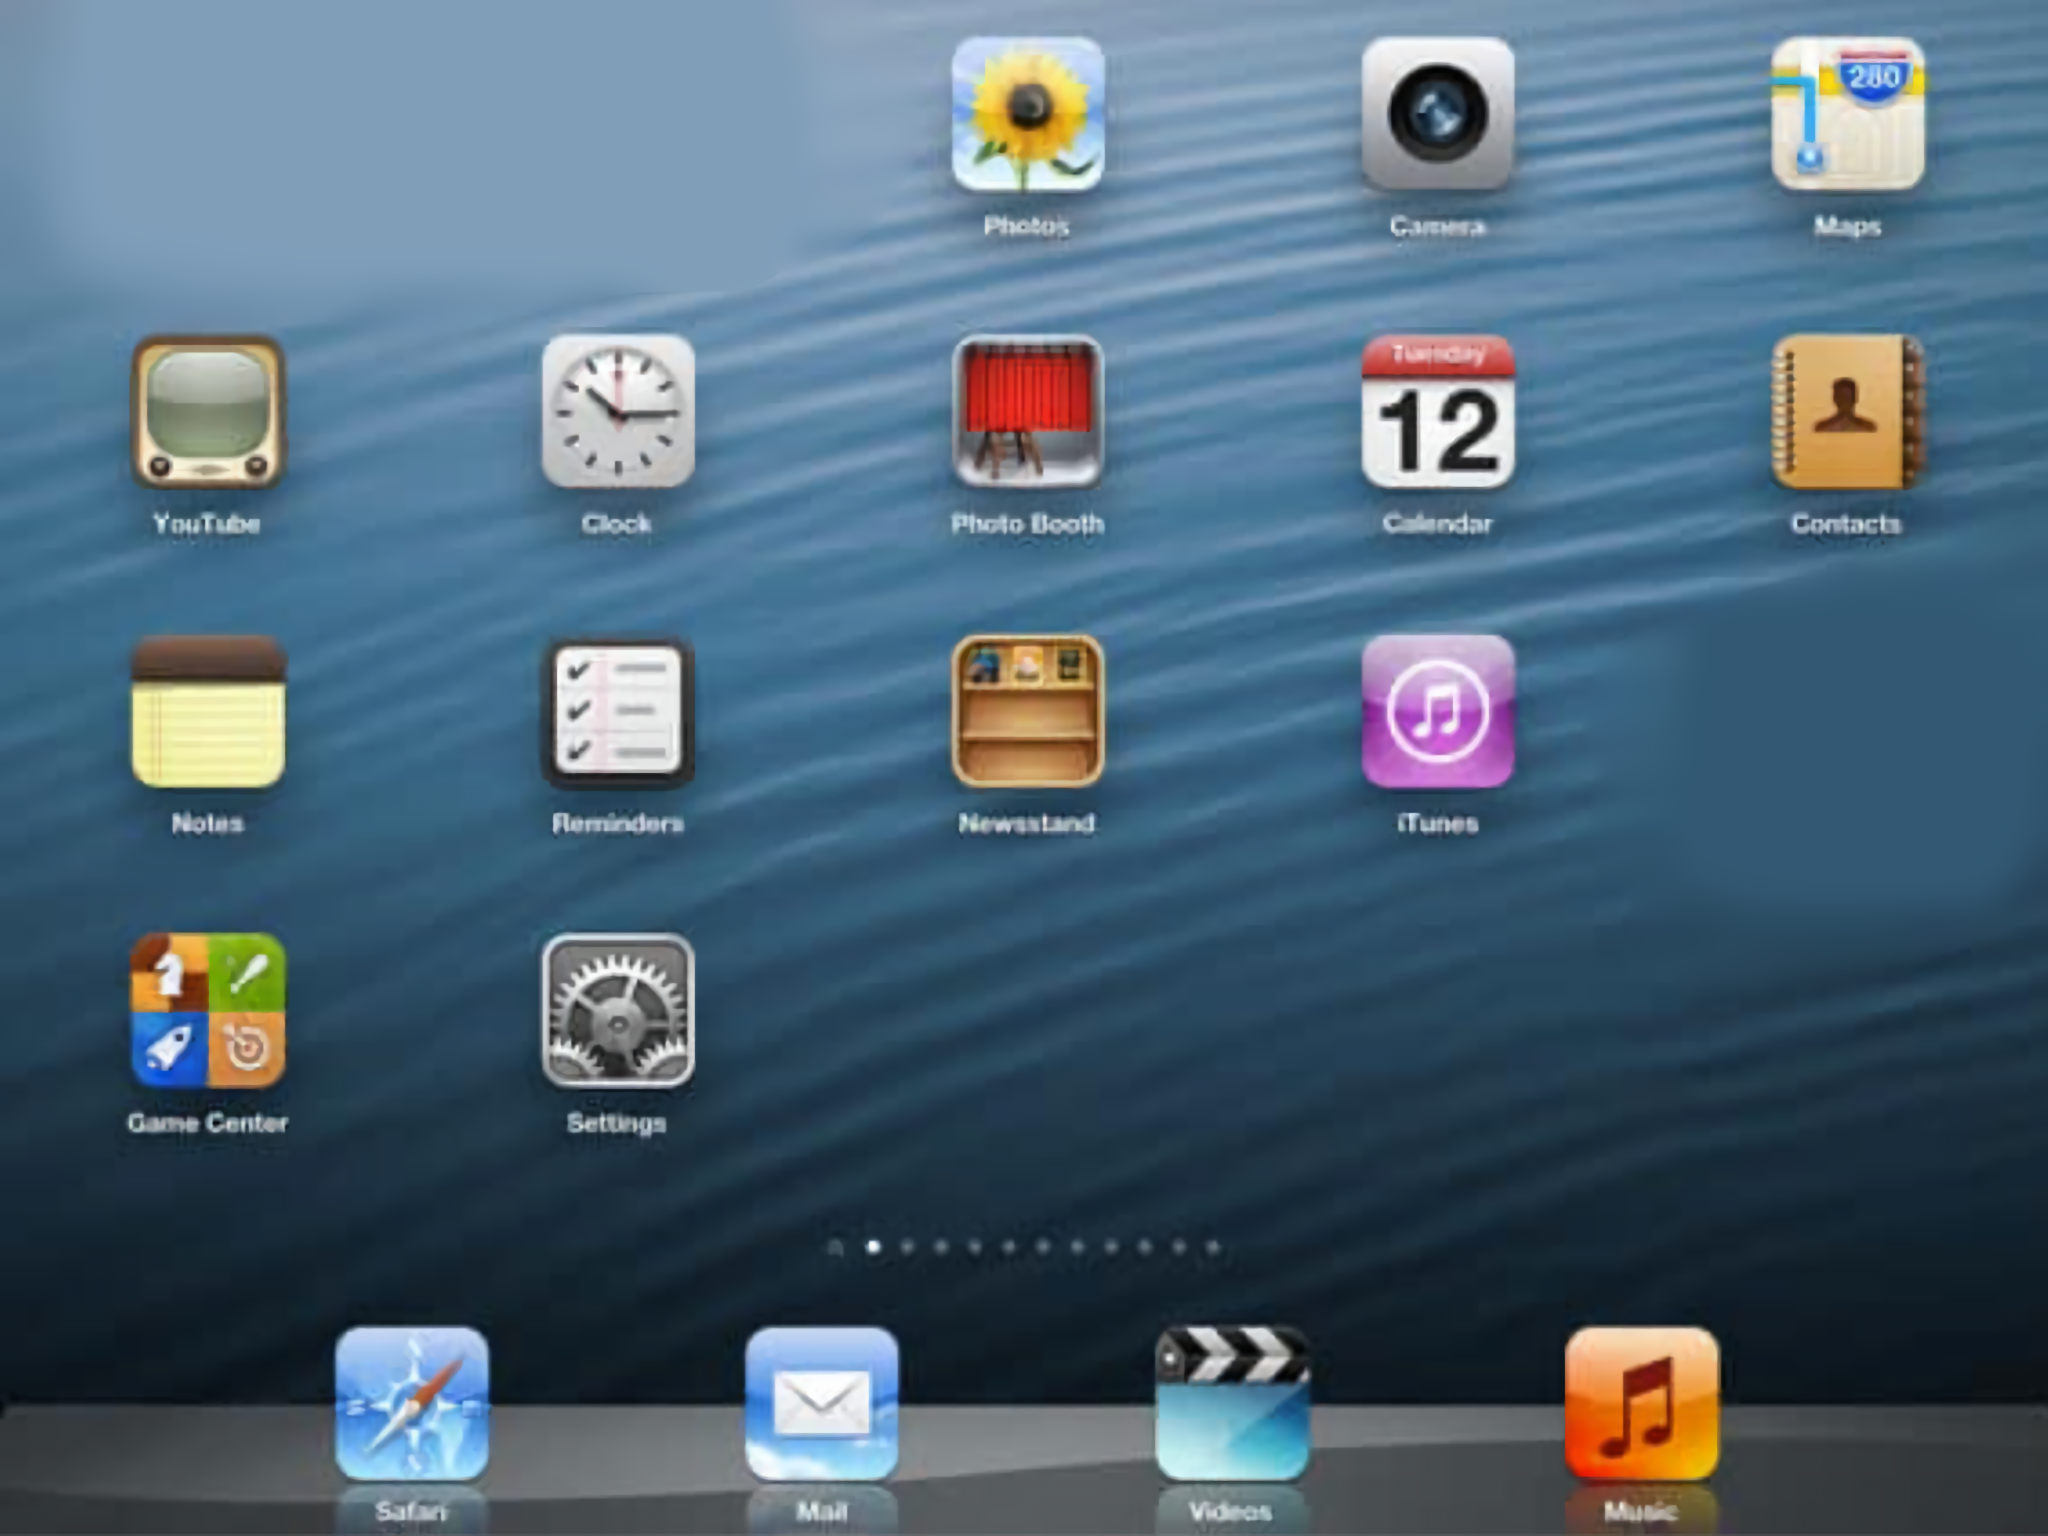 280
Photos
Camera
Maps
Tuesday
12
YouTube
Clock
Photo Booth
Calendar
Contacts
Notes
Reminders
Newsstand
iTunes
Game Center
Settings
Safari
Mail
Videos
Music